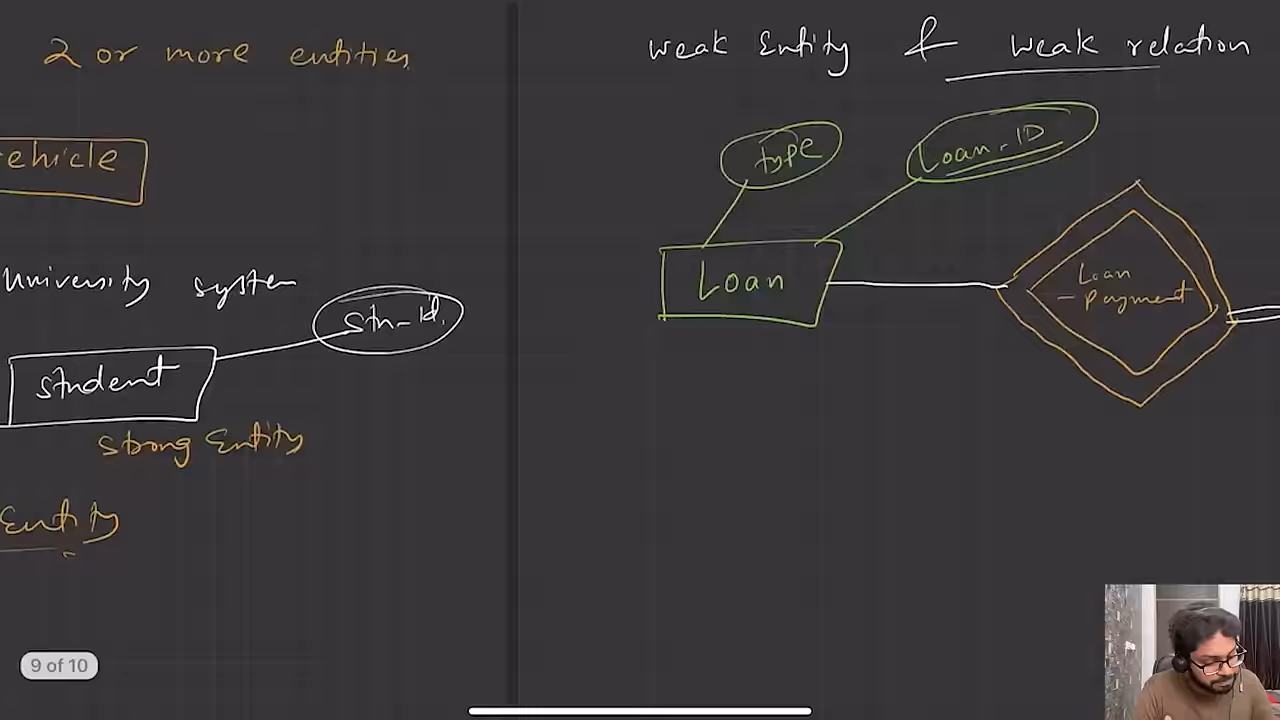 2 or more entities
ehicle
University system
Stu-id.
Student
Strong Entity
Entity
9 of 10
weak Entity & weak relation
type
Loan-ID
Loan
Loan
- payment